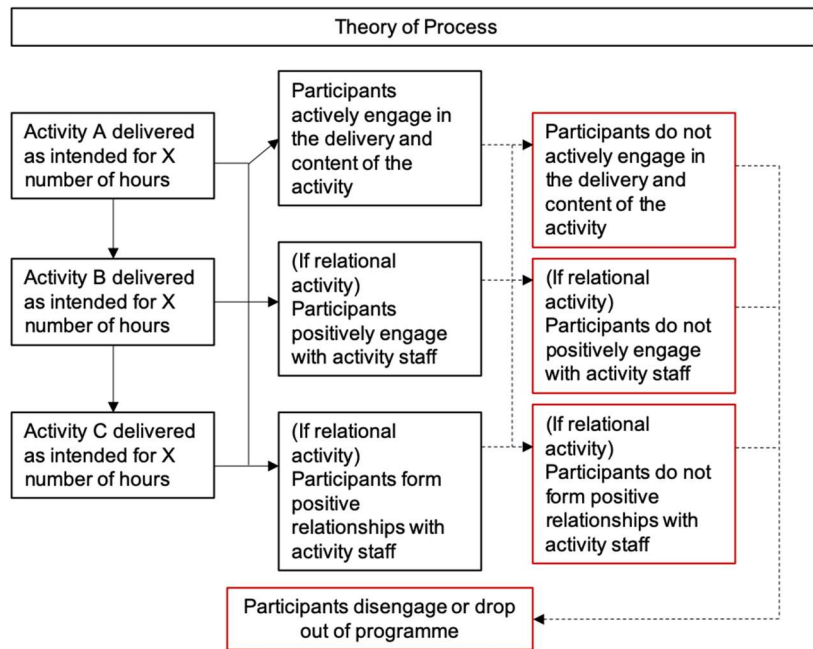 Theory of Process
Participants
actively engage in
the delivery and
content of the
activity
Activity A delivered
as intended for X
number of hours
Participants do not
actively engage in
the delivery and
content of the
activity
Activity B delivered
as intended for X
number of hours
(If relational
activity)
Participants
positively engage
with activity staff
(If relational
activity)
Participants do not
positively engage
with activity staff
Activity C delivered
as intended for X
number of hours
(If relational
activity)
Participants form
positive
relationships with
activity staff
(If relational
activity)
Participants do not
form positive
relationships with
activity staff
Participants disengage or drop
out of programme